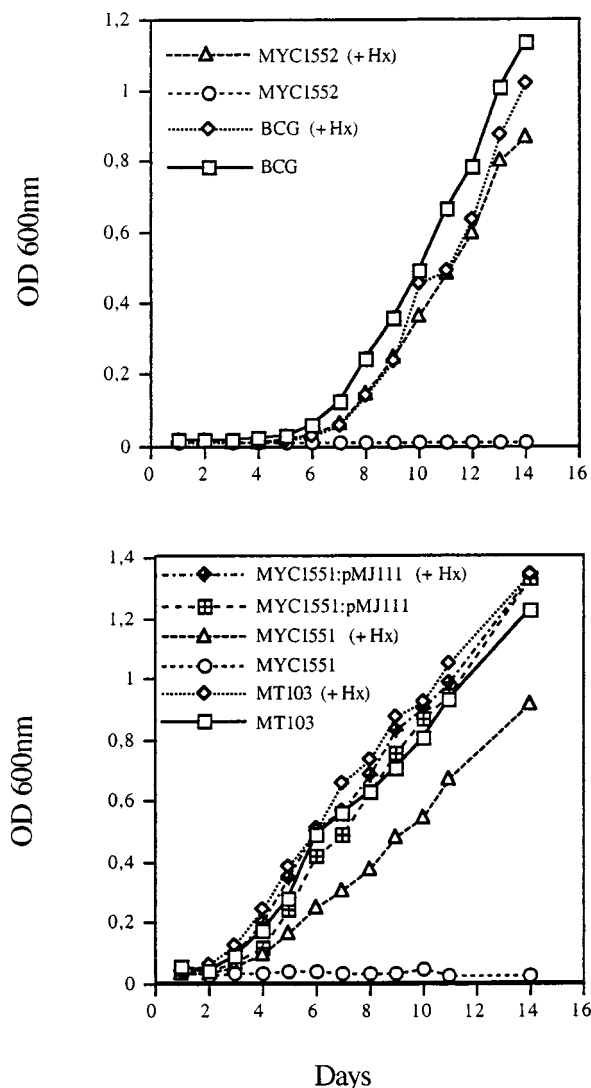 1,2
1
0,8
0,6
0,4
0,2
0
MYC1552 (+ Hx)
MYC1552
BCG (+ Hx)
BCG
OD 600nm
0 2 4 6 8 10 12 14 16
1,4
1,2
1
0.8
0.6
0,4
0,2
0
MYC1551:pMJ111 (+ Hx)
MYC1551:pMJ111
MYC1551 (+ Hx)
MYC1551
MT103 (+ Hx)
MT103
OD 600nm
0 2 4 6 8 10 12 14 16
Days